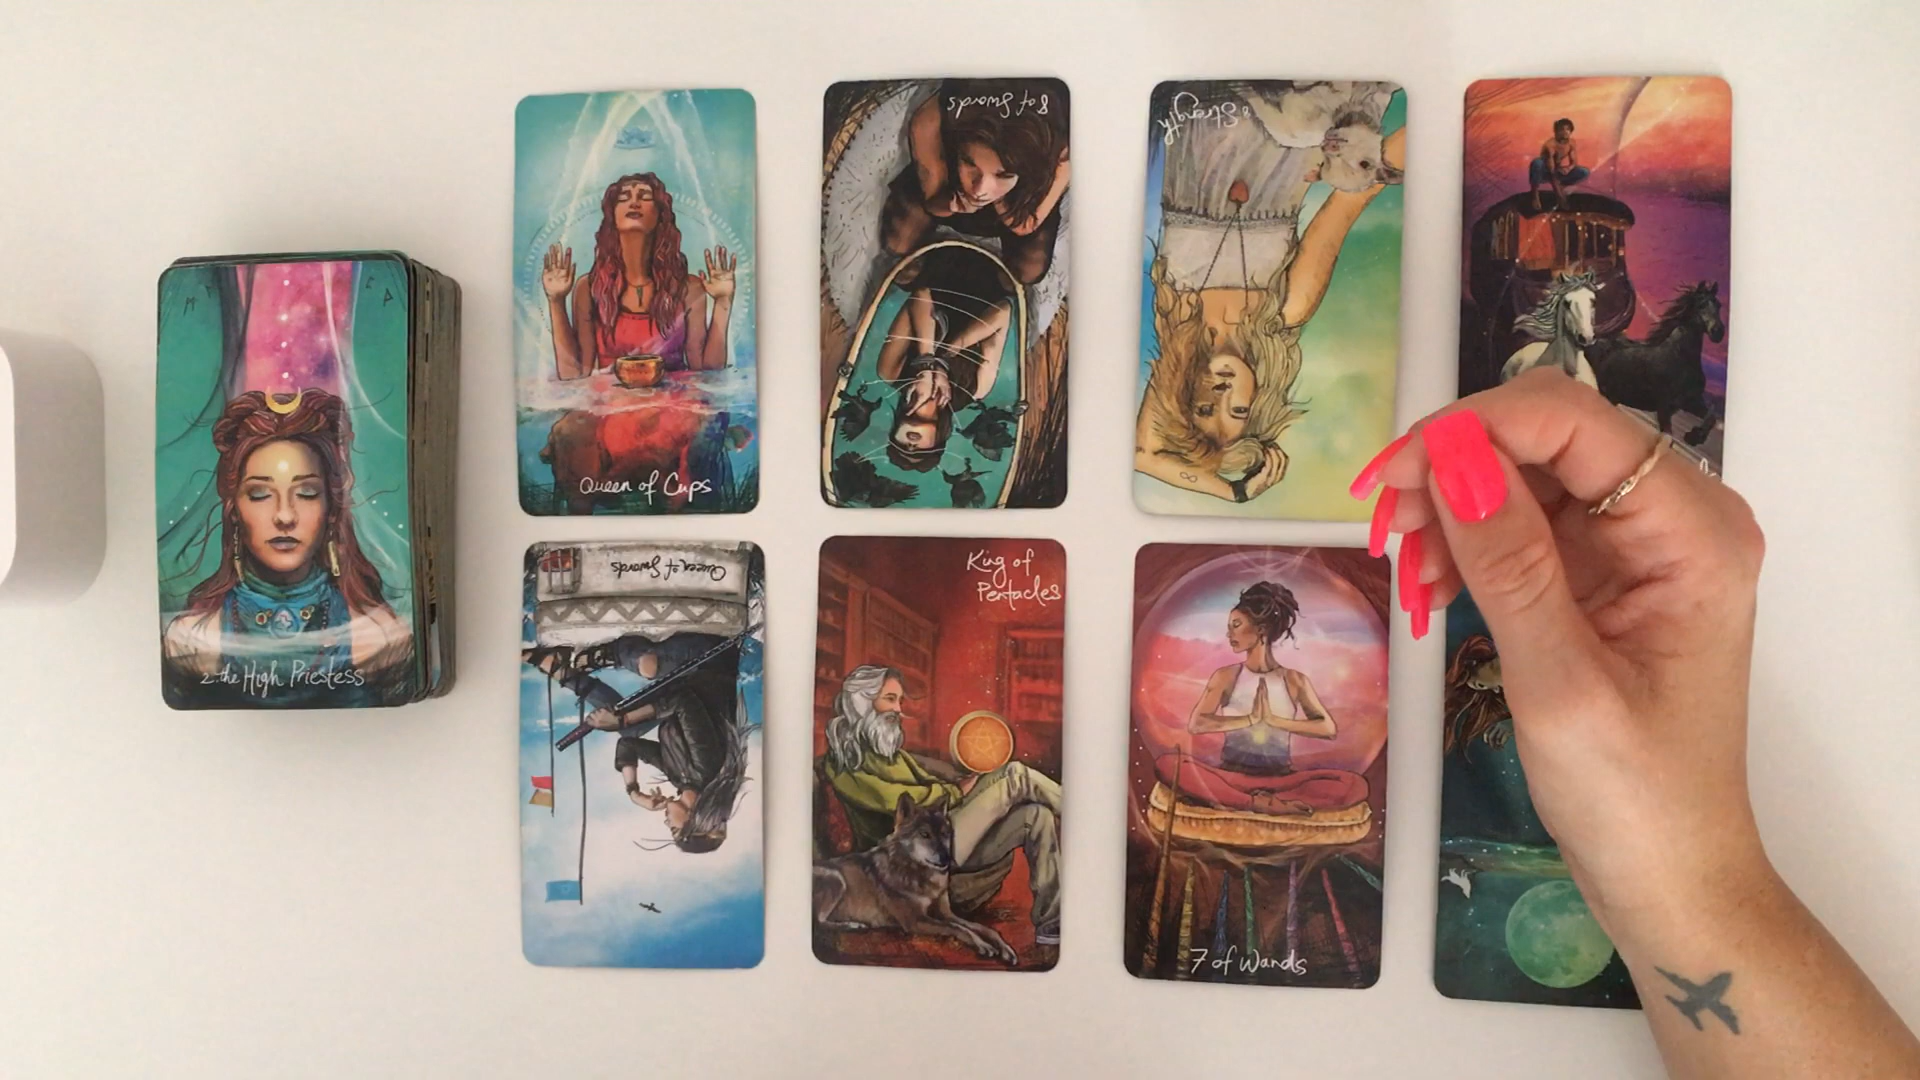 2. the High Priestess
Queen of Cups
8 of Swords
8 Strength
Queen of Swords
King of
Pentacles
7 of Wands